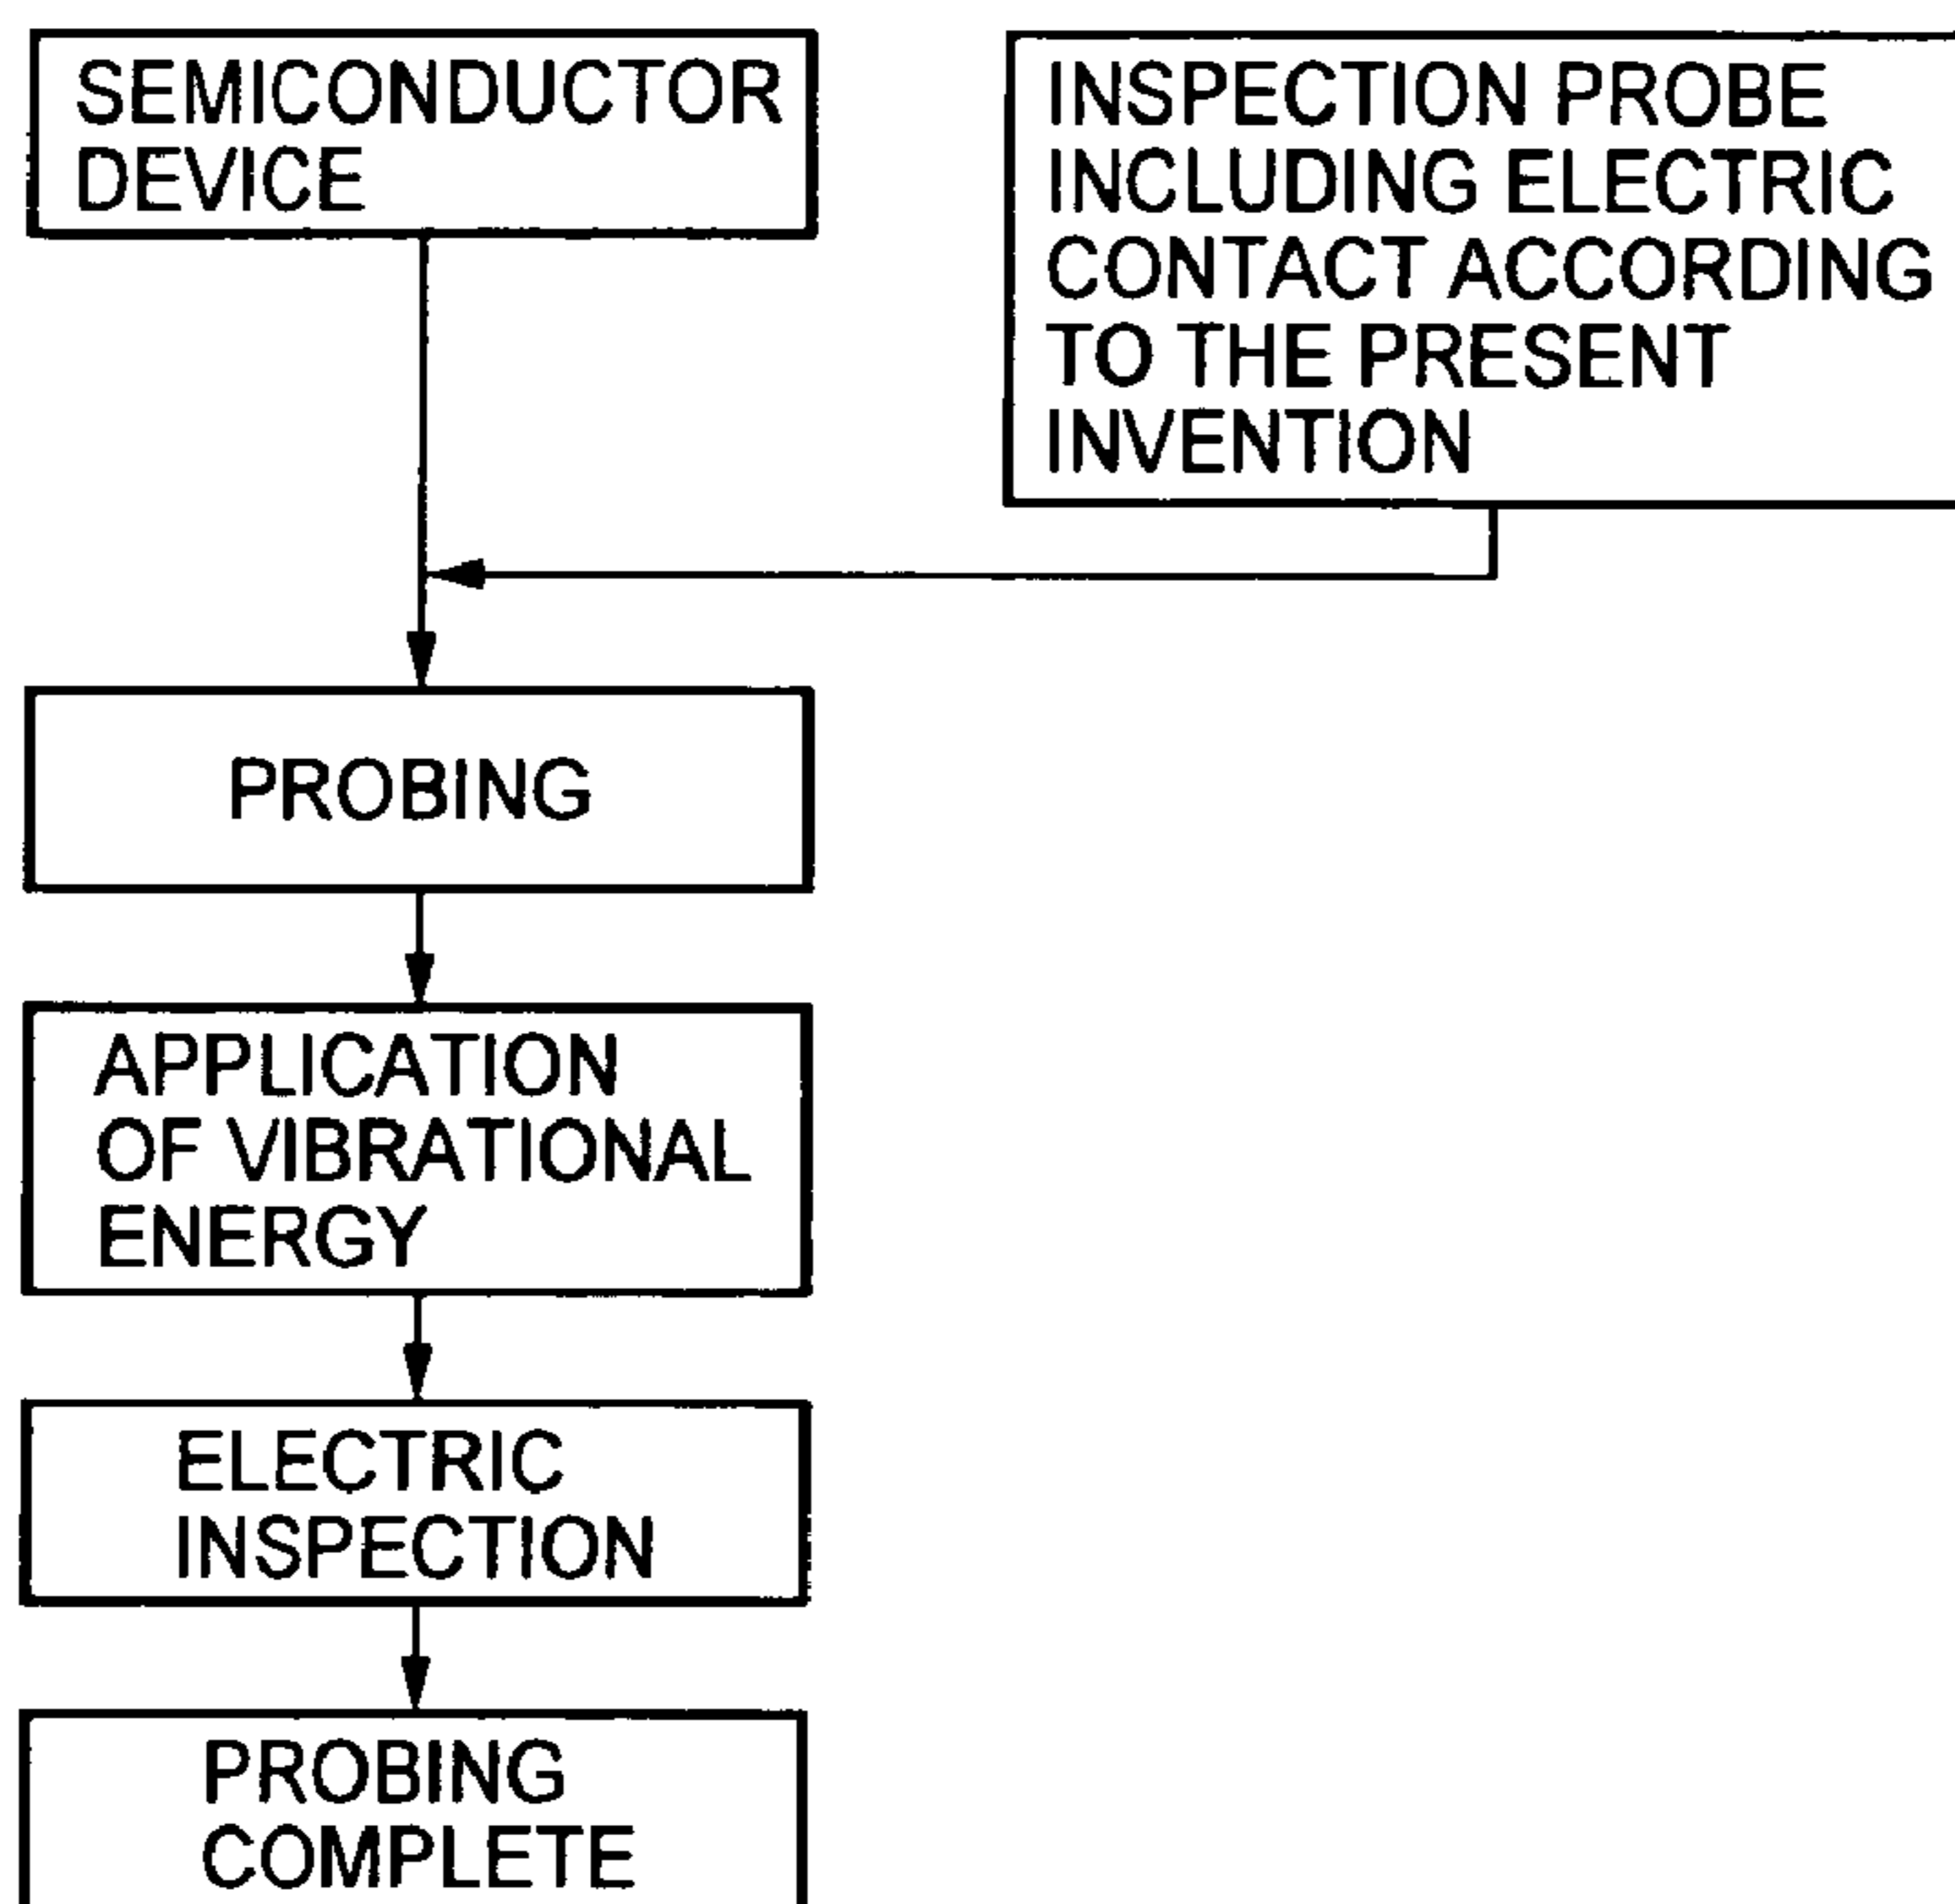 SEMICONDUCTOR
DEVICE
INSPECTION PROBE
INCLUDING ELECTRIC
CONTACT ACCORDING
TO THE PRESENT
INVENTION
PROBING
APPLICATION
OF VIBRATIONAL
ENERGY
ELECTRIC
INSPECTION
PROBING
COMPLETE